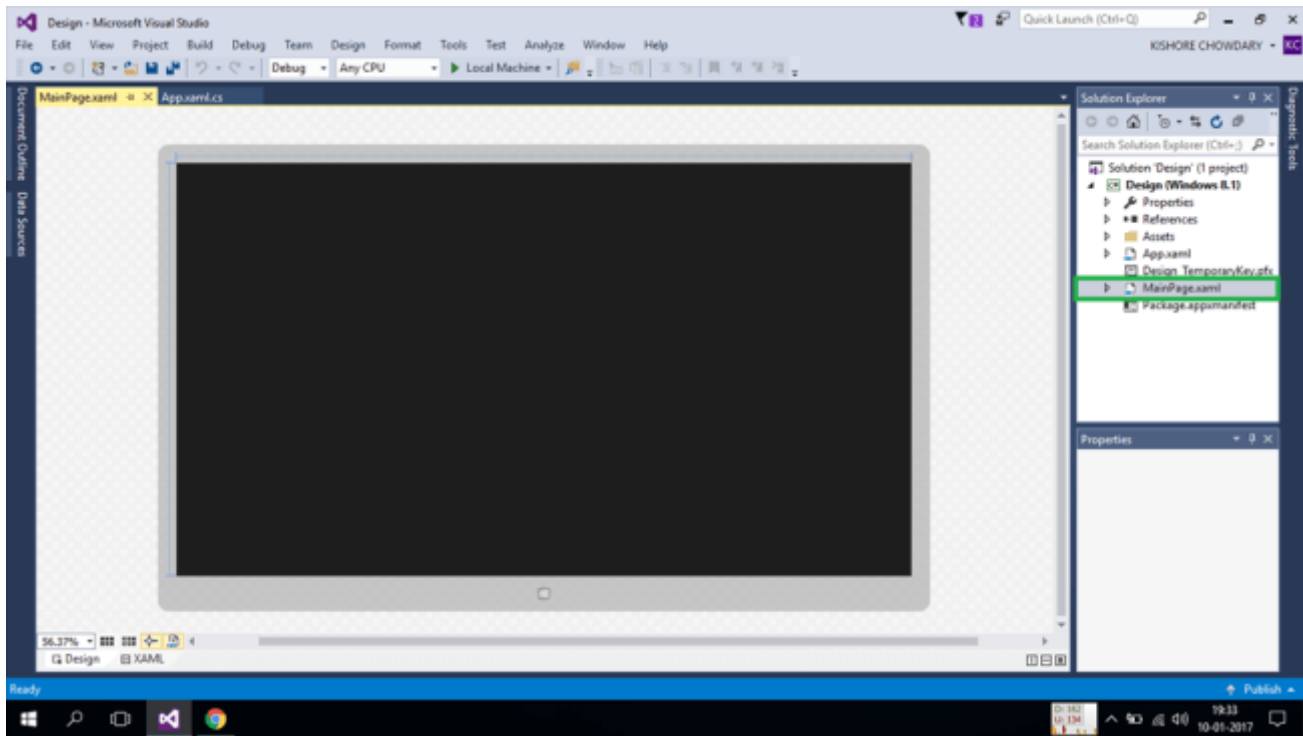 Design - Microsoft Visual Studio
2
Quick Launch (Ctrl+Q)
File Edit View Project Build Debug Team Design Format Tools Test Analyze Window Help
KISHORE CHOWDARY
KC
Debug Any CPU Local Machine
MainPage.xaml App.xaml.cs
Document Outline
Data Sources
Solution Explorer
Search Solution Explorer (Ctrl+;)
Solution 'Design' (1 project)
Design (Windows 8.1)
Properties
References
Assets
App.xaml
Design_TemporaryKey.pfx
MainPage.xaml
Package.appxmanifest
Diagnostic Tools
Properties
56.37%
Design XAML
Ready
Publish
D: 162
U: 134
19:33
10-01-2017